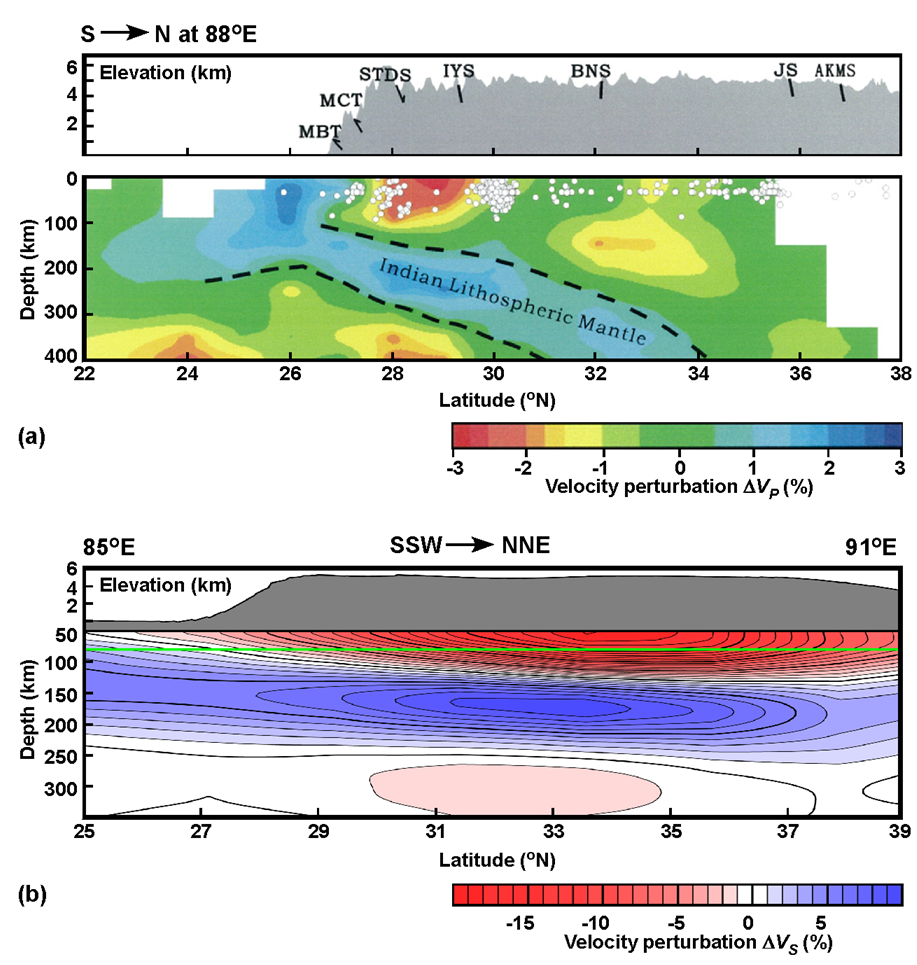 S → N at 88°E
Elevation (km)
6
4
2
MBT
MCT
STDS
IYS
BNS
JS
AKMS
Depth (km)
0
100
200
300
400
Indian Lithospheric Mantle
22 24 26 28 30 32 34 36 38
Latitude (°N)
(a)
-3 -2 -1 0 1 2 3
Velocity perturbation ΔVP (%)
85°E SSW → NNE 91°E
Elevation (km)
6
4
2
Depth (km)
50
100
150
200
250
300
25 27 29 31 33 35 37 39
Latitude (°N)
(b)
-15 -10 -5 0 5
Velocity perturbation ΔVS (%)